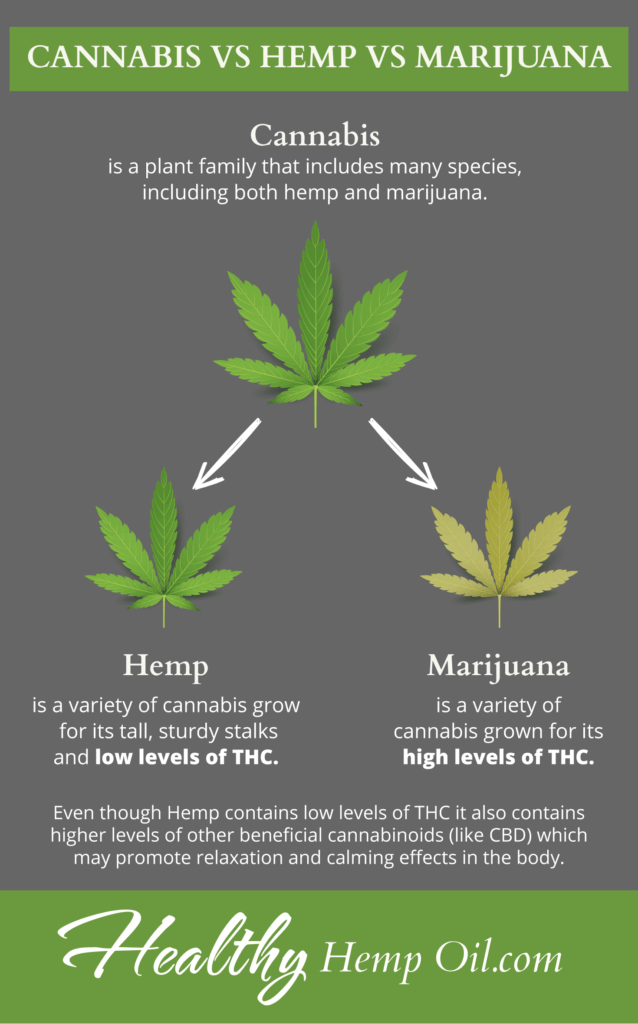 CANNABIS VS HEMP VS MARIJUANA
Cannabis
is a plant family that includes many species,
including both hemp and marijuana.
Hemp
is a variety of cannabis grow
for its tall, sturdy stalks
and low levels of THC.
Marijuana
is a variety of
cannabis grown for its
high levels of THC.
Even though Hemp contains low levels of THC it also contains
higher levels of other beneficial cannabinoids (like CBD) which
may promote relaxation and calming effects in the body.
Healthy Hemp Oil.com